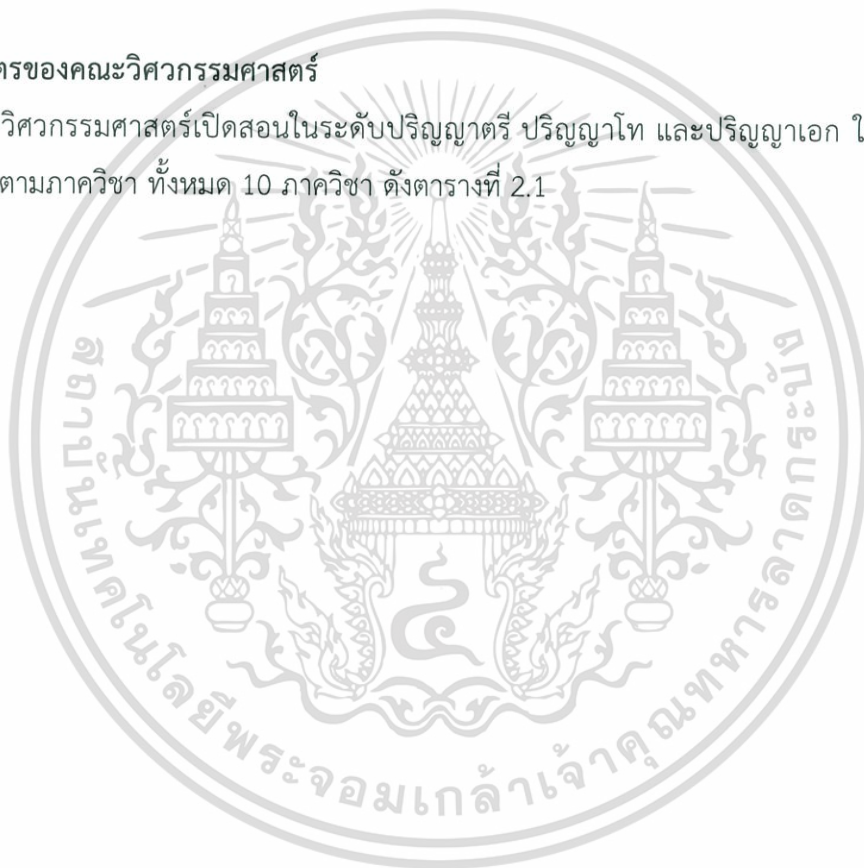 ตรของคณะวิศวกรรมศาสตร์
วิศวกรรมศาสตร์เปิดสอนในระดับปริญญาตรี ปริญญาโท และปริญญาเอก ใ
ตามภาควิชา ทั้งหมด 10 ภาควิชา ดังตารางที่ 2.1
สถาบันเทคโนโลยีพระจอมเกล้าเจ้าคุณทหารลาดกระบัง
๔